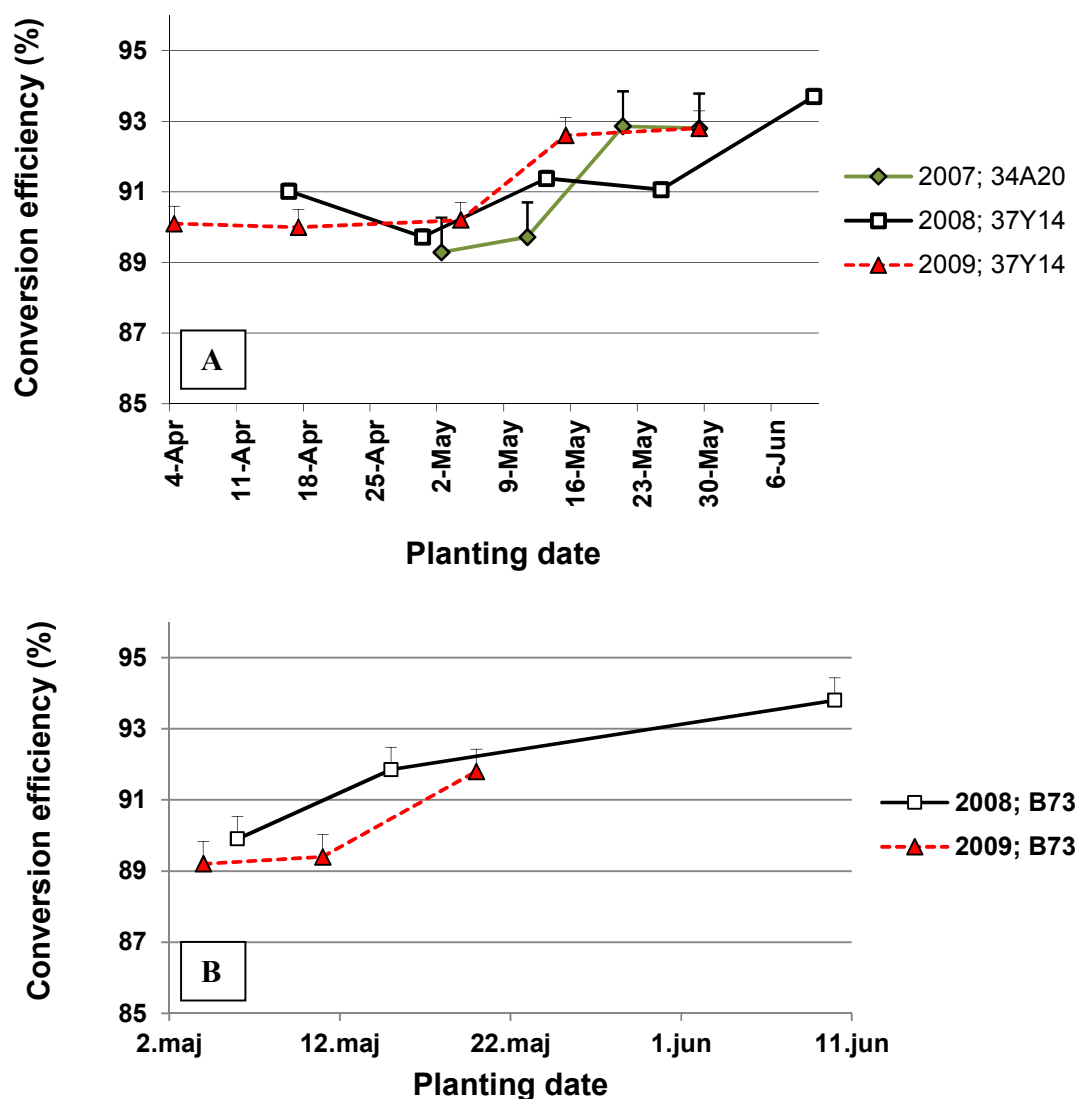 Conversion efficiency (%)
95
93
91
89
87
85
A
4-Apr
11-Apr
18-Apr
25-Apr
2-May
9-May
16-May
23-May
30-May
6-Jun
Planting date
2007; 34A20
2008; 37Y14
2009; 37Y14
Conversion efficiency (%)
95
93
91
89
87
85
B
2.maj
12.maj
22.maj
1.jun
11.jun
Planting date
2008; B73
2009; B73